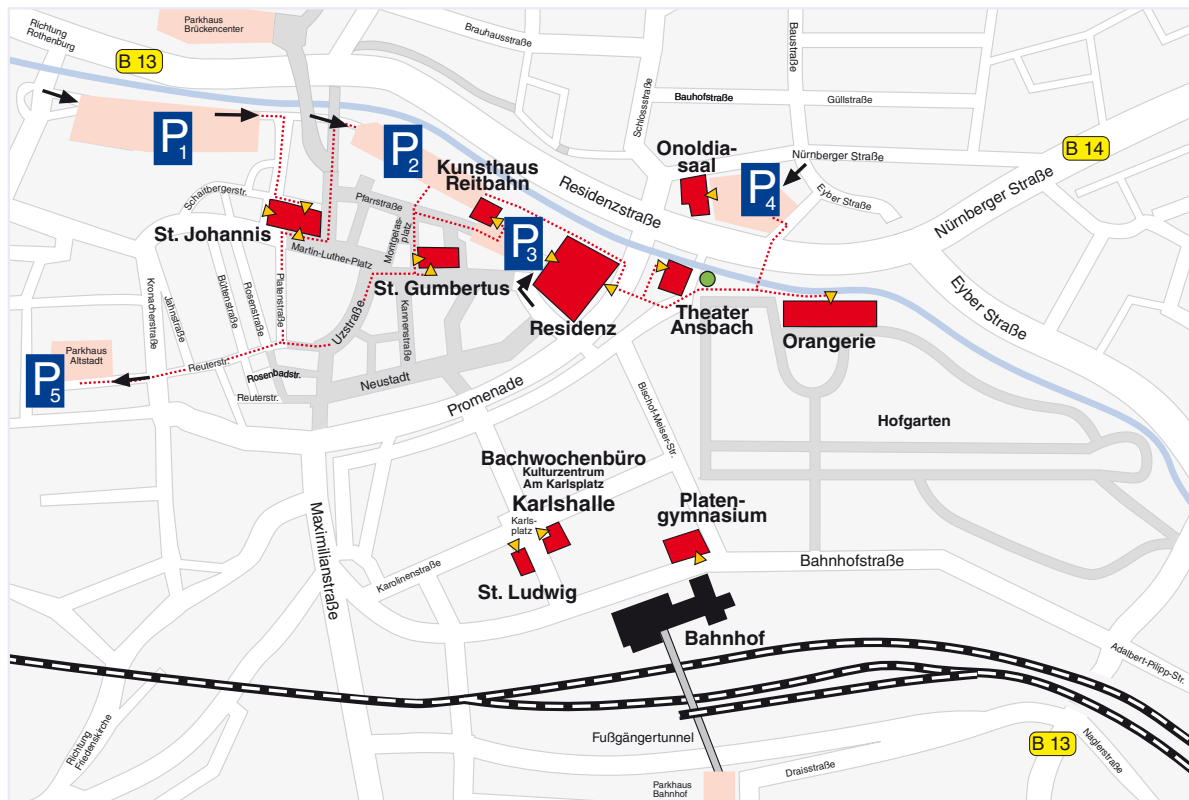 Richtung
Rothenburg
B 13
Parkhaus
Brückencenter
Brauhausstraße
Schlossstraße
Baustraße
Bauhofstraße
Güllstraße
P1
P2
Kunsthaus
Reitbahn
Onoldia-
saal
Nürnberger Straße
B 14
P4
Eyber Straße
Nürnberger Straße
Residenzstraße
Schaitbergerstr.
Pfarrstraße
Montgelas-
platz
P3
St. Johannis
Martin-Luther-Platz
St. Gumbertus
Residenz
Theater
Ansbach
Orangerie
Eyber Straße
Kronacherstraße
Jahnstraße
Büttenstraße
Rosenstraße
Platenstraße
Uzstraße
Kannenstraße
Parkhaus
Altstadt
P5
Reuterstr.
Rosenbadstr.
Reuterstr.
Neustadt
Promenade
Bischof-Meiser-Str.
Hofgarten
Bachwochenbüro
Kulturzentrum
Am Karlsplatz
Karlshalle
Karls-
platz
Platen-
gymnasium
Maximilianstraße
Karolinenstraße
St. Ludwig
Bahnhofstraße
Bahnhof
Adalbert-Pilipp-Str.
Richtung
Friedenskirche
Fußgängertunnel
B 13
Naglerstraße
Draisstraße
Parkhaus
Bahnhof